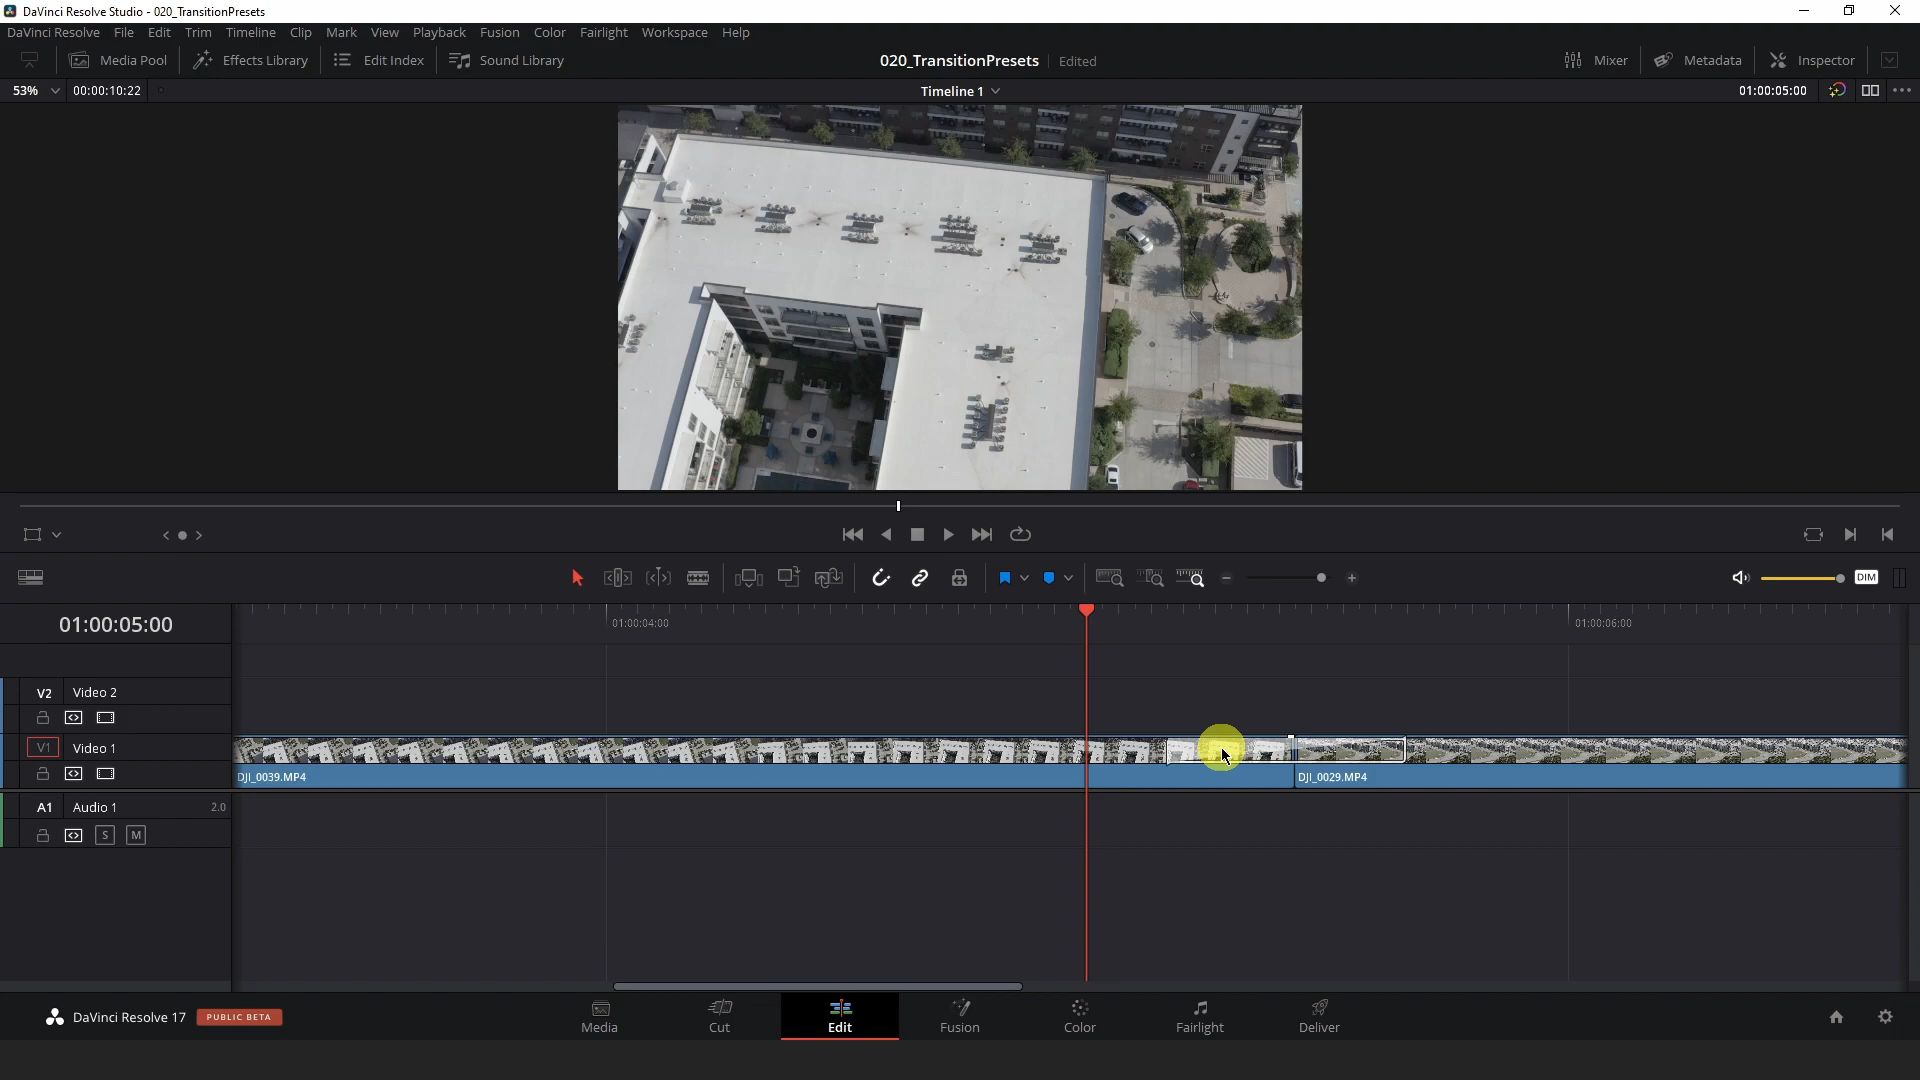 DaVinci Resolve Studio - 020_TransitionPresets
DaVinci Resolve File Edit Trim Timeline Clip Mark View Playback Fusion Color Fairlight Workspace Help
Media Pool Effects Library Edit Index Sound Library 020_TransitionPresets Edited Mixer Metadata Inspector
53% 00:00:10:22 Timeline 1 01:00:05:00
DIM
01:00:05:00 01:00:04:00 01:00:06:00
V2 Video 2
V1 Video 1
DJI_0039.MP4 DJI_0029.MP4
A1 Audio 1 2.0
S M
DaVinci Resolve 17 PUBLIC BETA
Media Cut Edit Fusion Color Fairlight Deliver